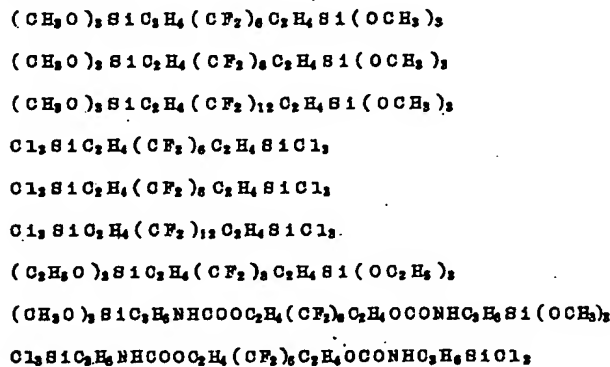 (CH₃O)₃SiC₂H₄(CF₂)₆C₂H₄Si(OCH₃)₃
(CH₃O)₃SiC₂H₄(CF₂)₈C₂H₄Si(OCH₃)₃
(CH₃O)₃SiC₂H₄(CF₂)₁₂C₂H₄Si(OCH₃)₃
Cl₃SiC₂H₄(CF₂)₆C₂H₄SiCl₃
Cl₃SiC₂H₄(CF₂)₈C₂H₄SiCl₃
Cl₃SiC₂H₄(CF₂)₁₂C₂H₄SiCl₃
(C₂H₅O)₃SiC₂H₄(CF₂)₈C₂H₄Si(OC₂H₅)₃
(CH₃O)₃SiC₃H₆NHCOOC₂H₄(CF₂)₆C₂H₄OCONHC₃H₆Si(OCH₃)₃
Cl₃SiC₃H₆NHCOOC₂H₄(CF₂)₆C₂H₄OCONHC₃H₆SiCl₃